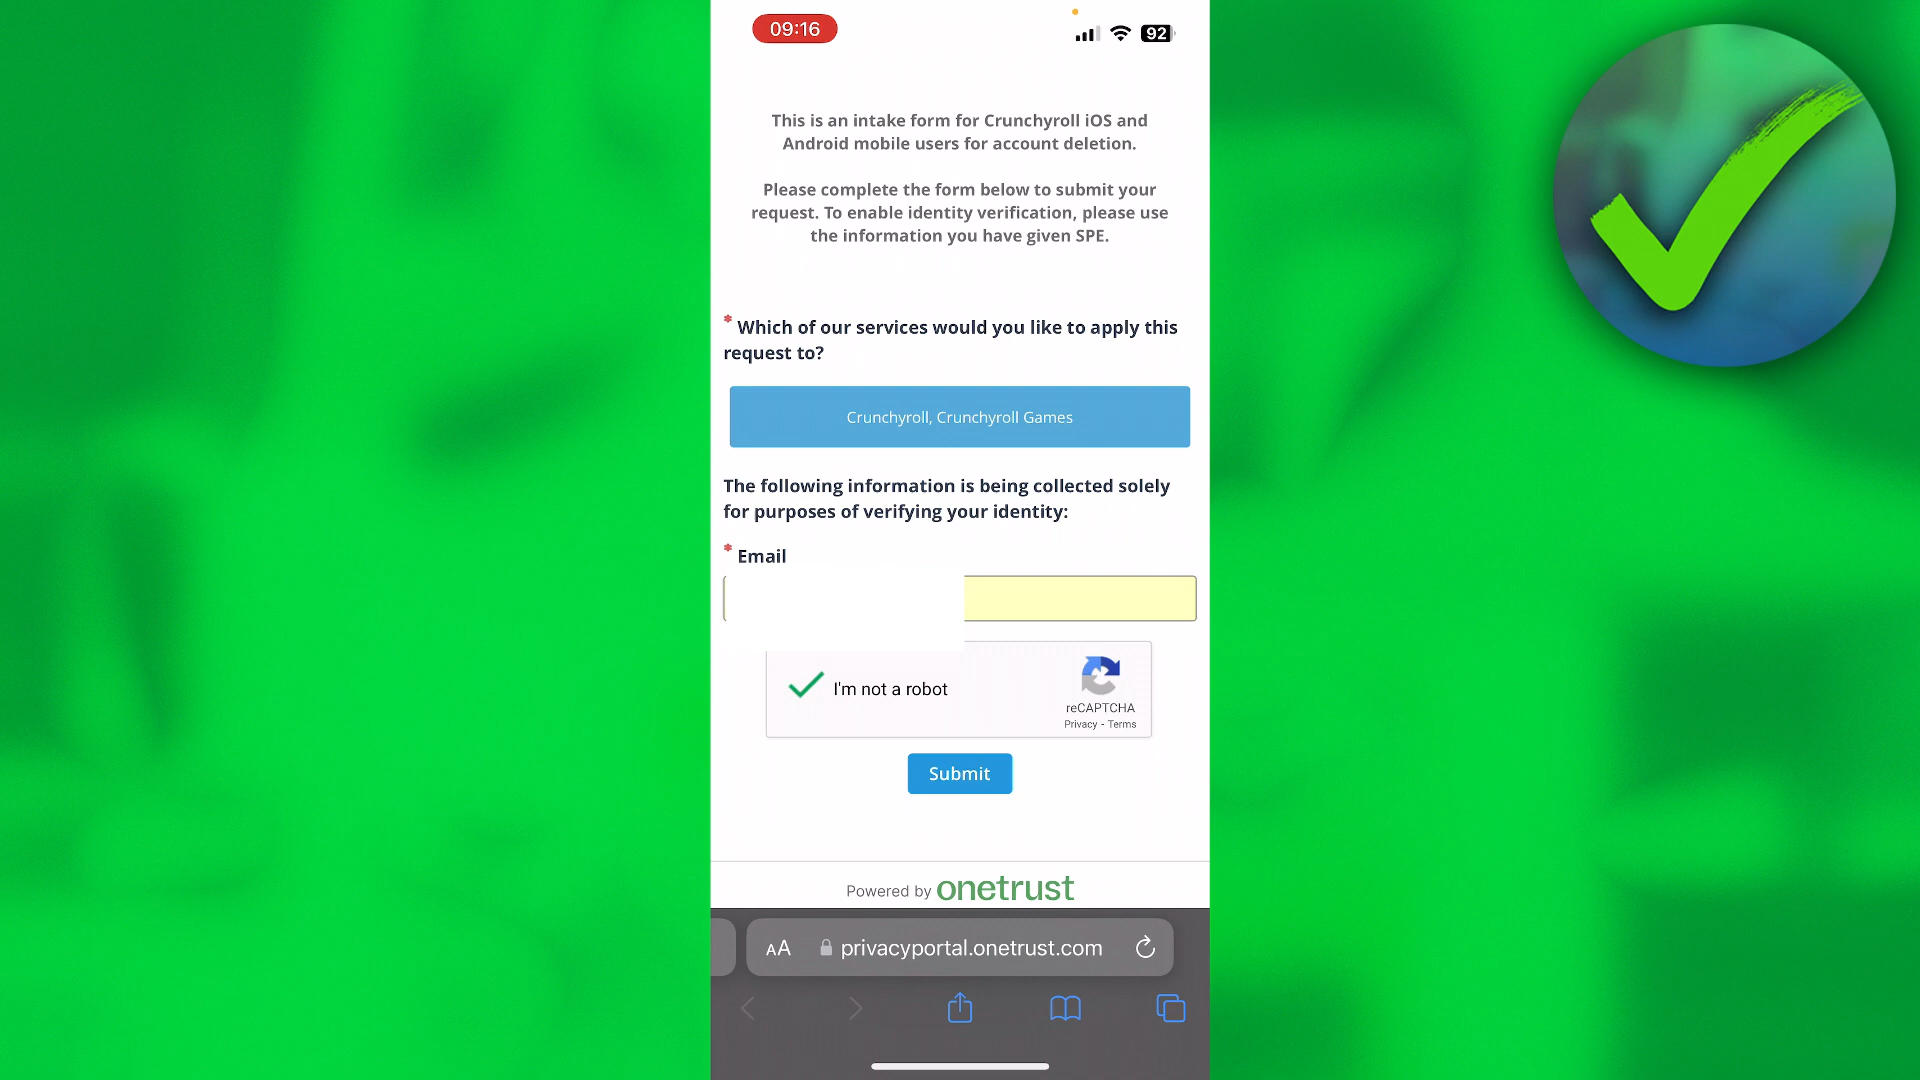 09:16
92
This is an intake form for Crunchyroll iOS and
Android mobile users for account deletion.
Please complete the form below to submit your
request. To enable identity verification, please use
the information you have given SPE.
* Which of our services would you like to apply this
request to?
Crunchyroll, Crunchyroll Games
The following information is being collected solely
for purposes of verifying your identity:
* Email
I'm not a robot
reCAPTCHA
Privacy - Terms
Submit
Powered by onetrust
AA privacyportal.onetrust.com